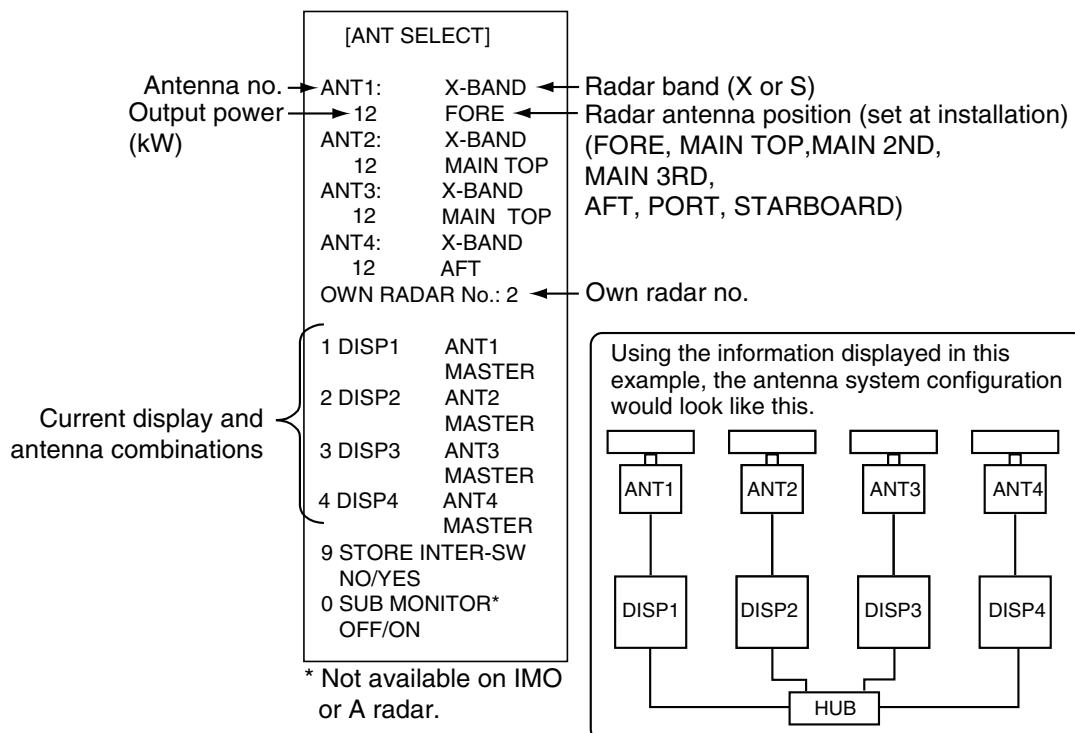 [ANT SELECT]
Antenna no.
ANT1: X-BAND
Radar band (X or S)
Output power
(kW)
12 FORE
Radar antenna position (set at installation)
(FORE, MAIN TOP,MAIN 2ND,
MAIN 3RD,
AFT, PORT, STARBOARD)
ANT2: X-BAND
12 MAIN TOP
ANT3: X-BAND
12 MAIN TOP
ANT4: X-BAND
12 AFT
OWN RADAR No.: 2
Own radar no.
Current display and
antenna combinations
1 DISP1 ANT1
MASTER
2 DISP2 ANT2
MASTER
3 DISP3 ANT3
MASTER
4 DISP4 ANT4
MASTER
9 STORE INTER-SW
NO/YES
0 SUB MONITOR*
OFF/ON
* Not available on IMO
or A radar.
Using the information displayed in this
example, the antenna system configuration
would look like this.
ANT1 ANT2 ANT3 ANT4
DISP1 DISP2 DISP3 DISP4
HUB